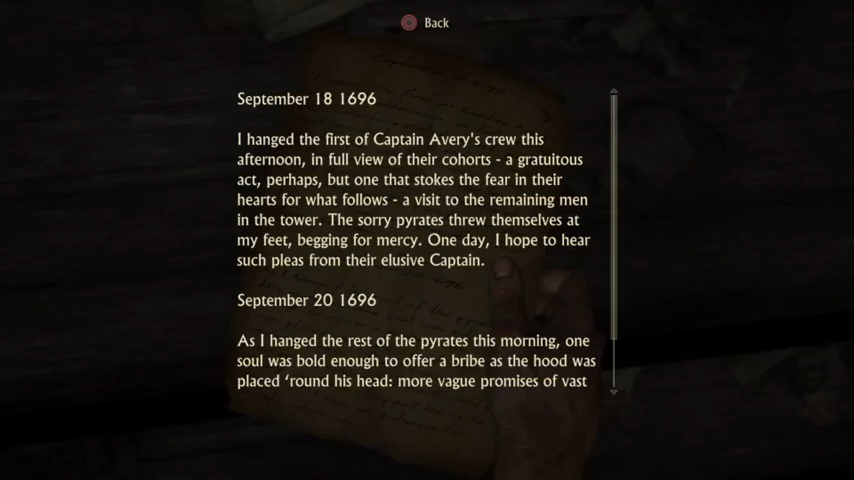 Back
September 18 1696
I hanged the first of Captain Avery's crew this
afternoon, in full view of their cohorts - a gratuitous
act, perhaps, but one that stokes the fear in their
hearts for what follows - a visit to the remaining men
in the tower. The sorry pyrates threw themselves at
my feet, begging for mercy. One day, I hope to hear
such pleas from their elusive Captain.
September 20 1696
As I hanged the rest of the pyrates this morning, one
soul was bold enough to offer a bribe as the hood was
placed ‘round his head: more vague promises of vast